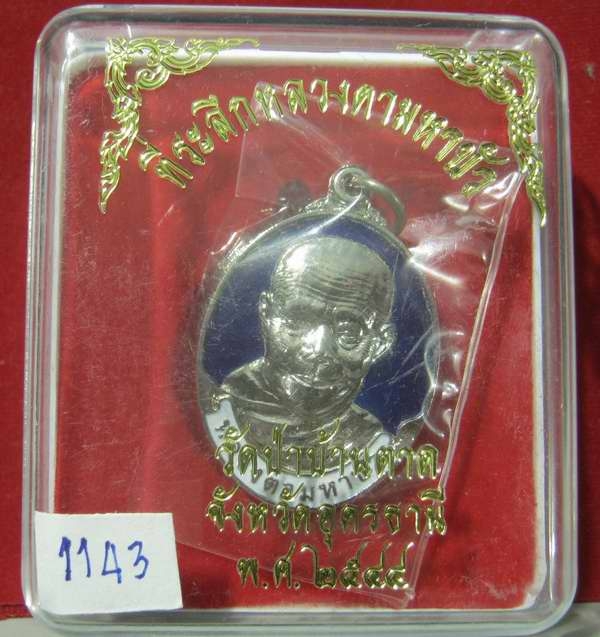 ที่ระลึกหลวงตามหาบัว
วัดป่าบ้านตาด
จังหวัดอุดรธานี
พ.ศ. ๒๕๔๔
1143